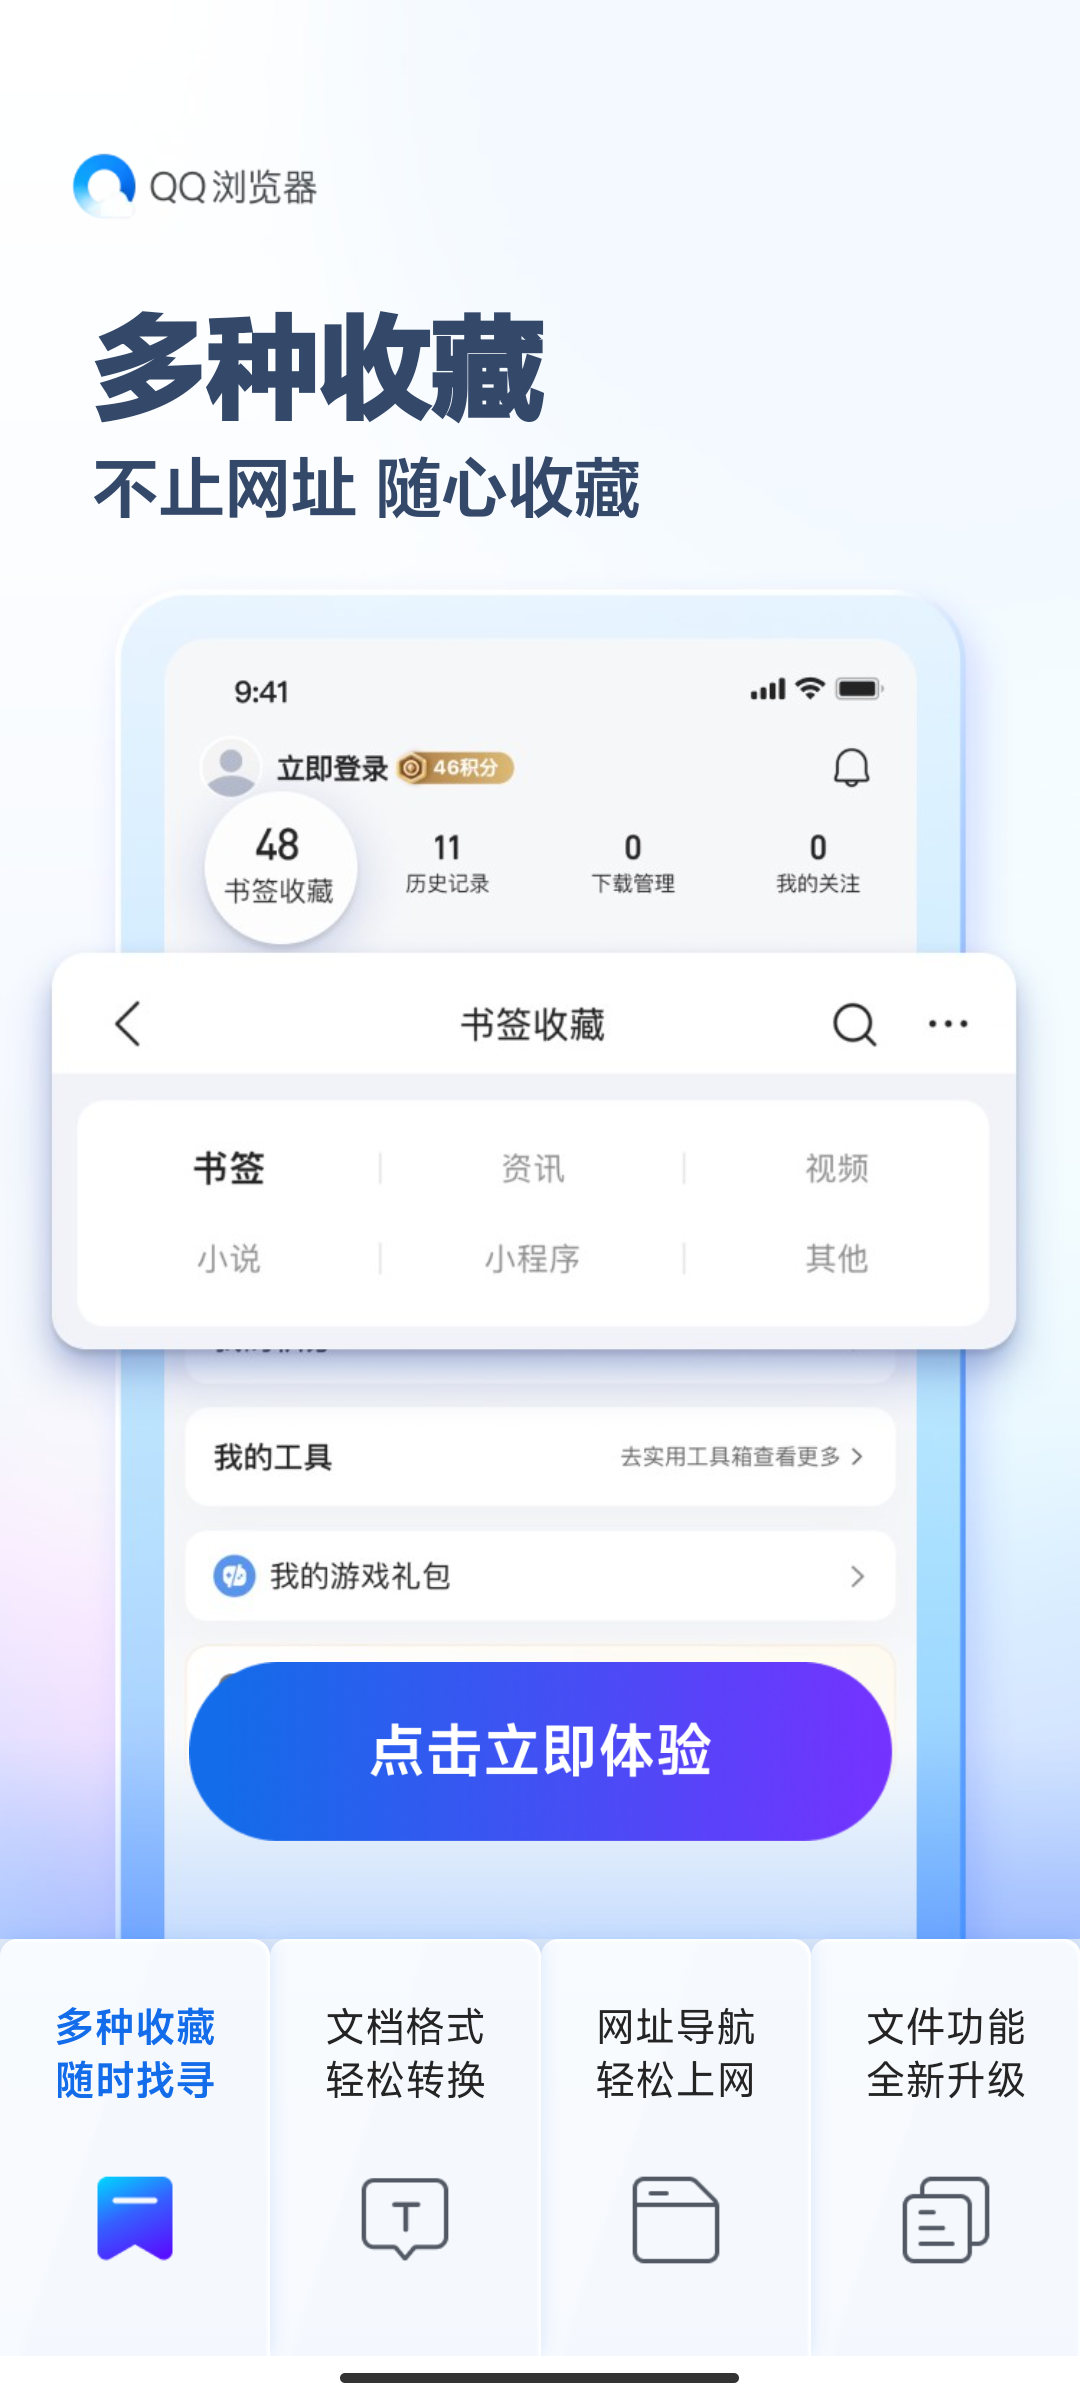 QQ浏览器
多种收藏
不止网址 随心收藏
9:41
立即登录 46积分
48 11 0 0
书签收藏 历史记录 下载管理 我的关注
书签收藏
书签 资讯 视频
小说 小程序 其他
我的工具 去实用工具箱查看更多
我的游戏礼包
点击立即体验
多种收藏 文档格式 网址导航 文件功能
随时找寻 轻松转换 轻松上网 全新升级
T